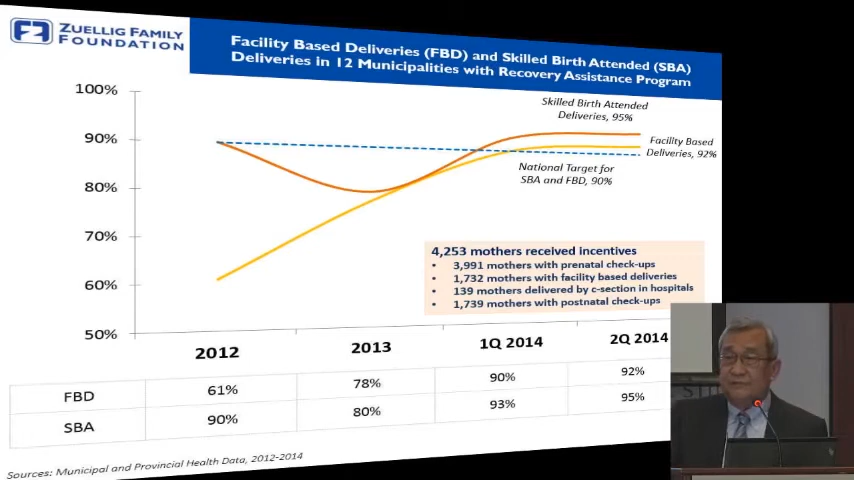 ZUELLIG FAMILY
FOUNDATION
Facility Based Deliveries (FBD) and Skilled Birth Attended (SBA)
Deliveries in 12 Municipalities with Recovery Assistance Program
100%
90%
80%
70%
60%
50%
Skilled Birth Attended
Deliveries, 95%
Facility Based
Deliveries, 92%
National Target for
SBA and FBD, 90%
4,253 mothers received incentives
• 3,991 mothers with prenatal check-ups
• 1,732 mothers with facility based deliveries
• 139 mothers delivered by c-section in hospitals
• 1,739 mothers with postnatal check-ups
2012 2013 1Q 2014 2Q 2014
FBD 61% 78% 90% 92%
SBA 90% 80% 93% 95%
Sources: Municipal and Provincial Health Data, 2012-2014